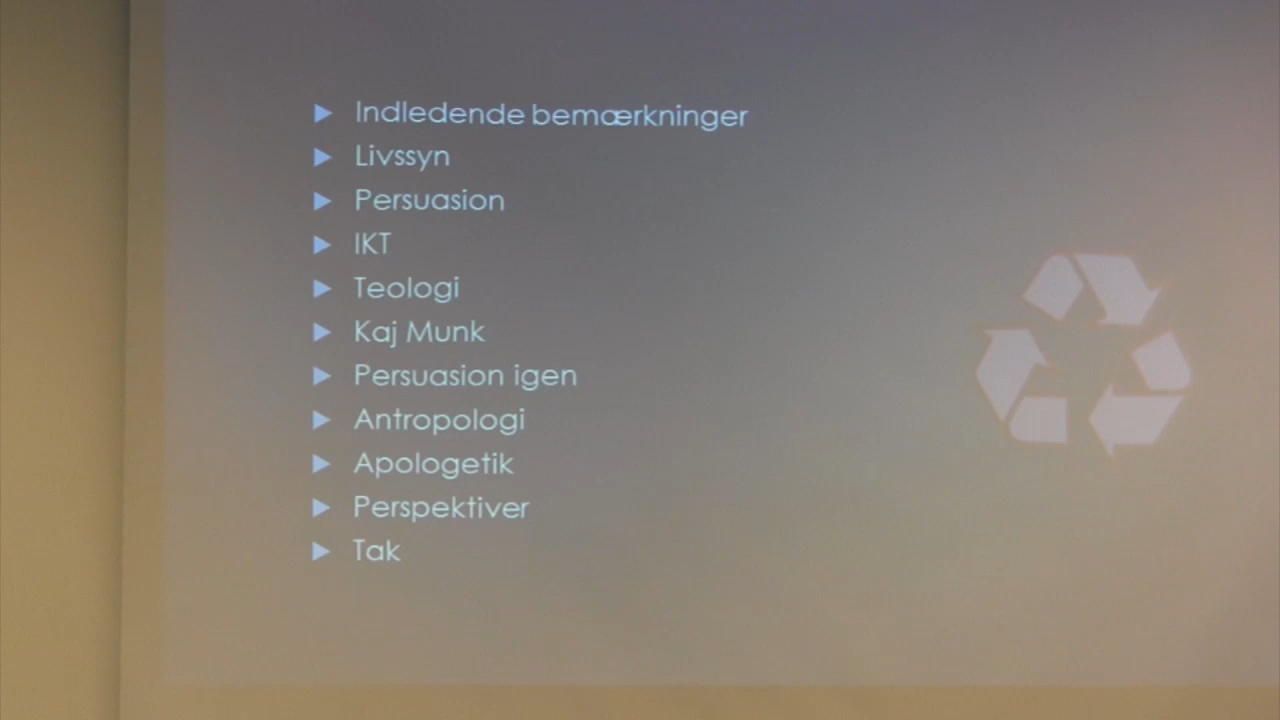 Indledende bemærkninger
Livssyn
Persuasion
IKT
Teologi
Kaj Munk
Persuasion igen
Antropologi
Apologetik
Perspektiver
Tak